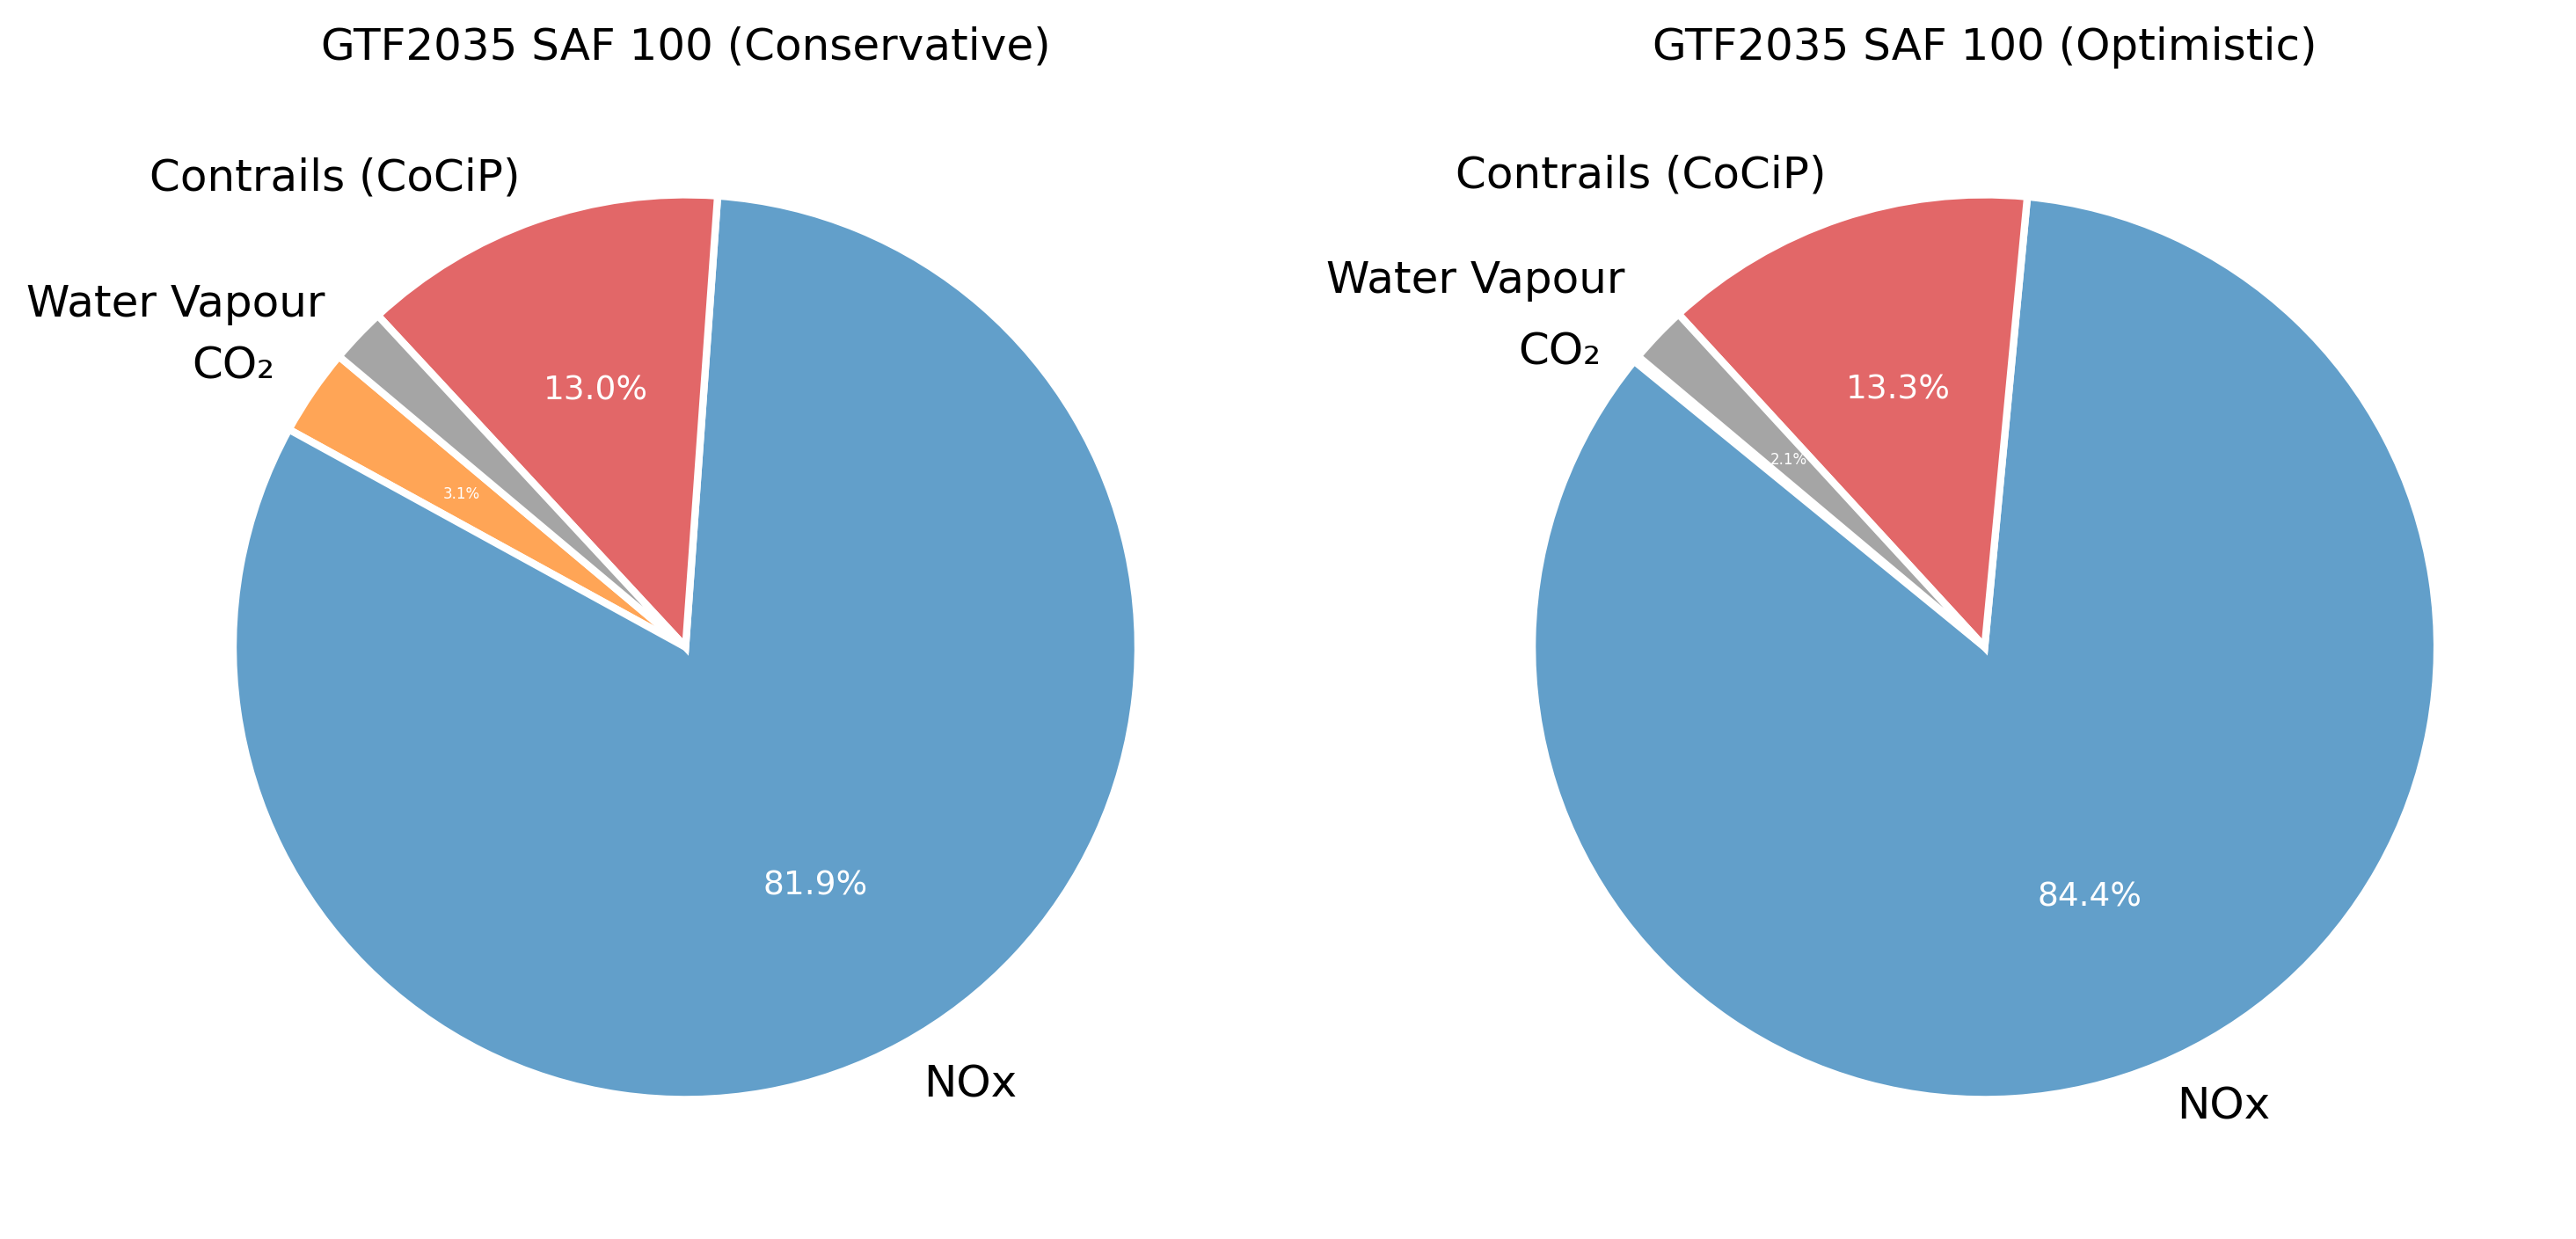 GTF2035 SAF 100 (Conservative)
Contrails (CoCiP)
Water Vapour
CO₂
13.0%
3.1%
81.9%
NOx
GTF2035 SAF 100 (Optimistic)
Contrails (CoCiP)
Water Vapour
CO₂
13.3%
2.1%
84.4%
NOx